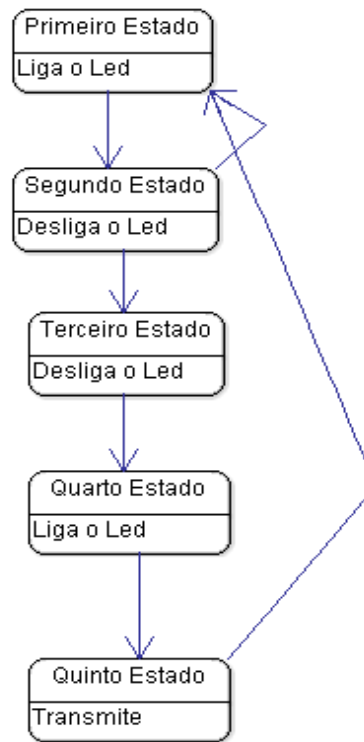 Primeiro Estado
Liga o Led
Segundo Estado
Desliga o Led
Terceiro Estado
Desliga o Led
Quarto Estado
Liga o Led
Quinto Estado
Transmite